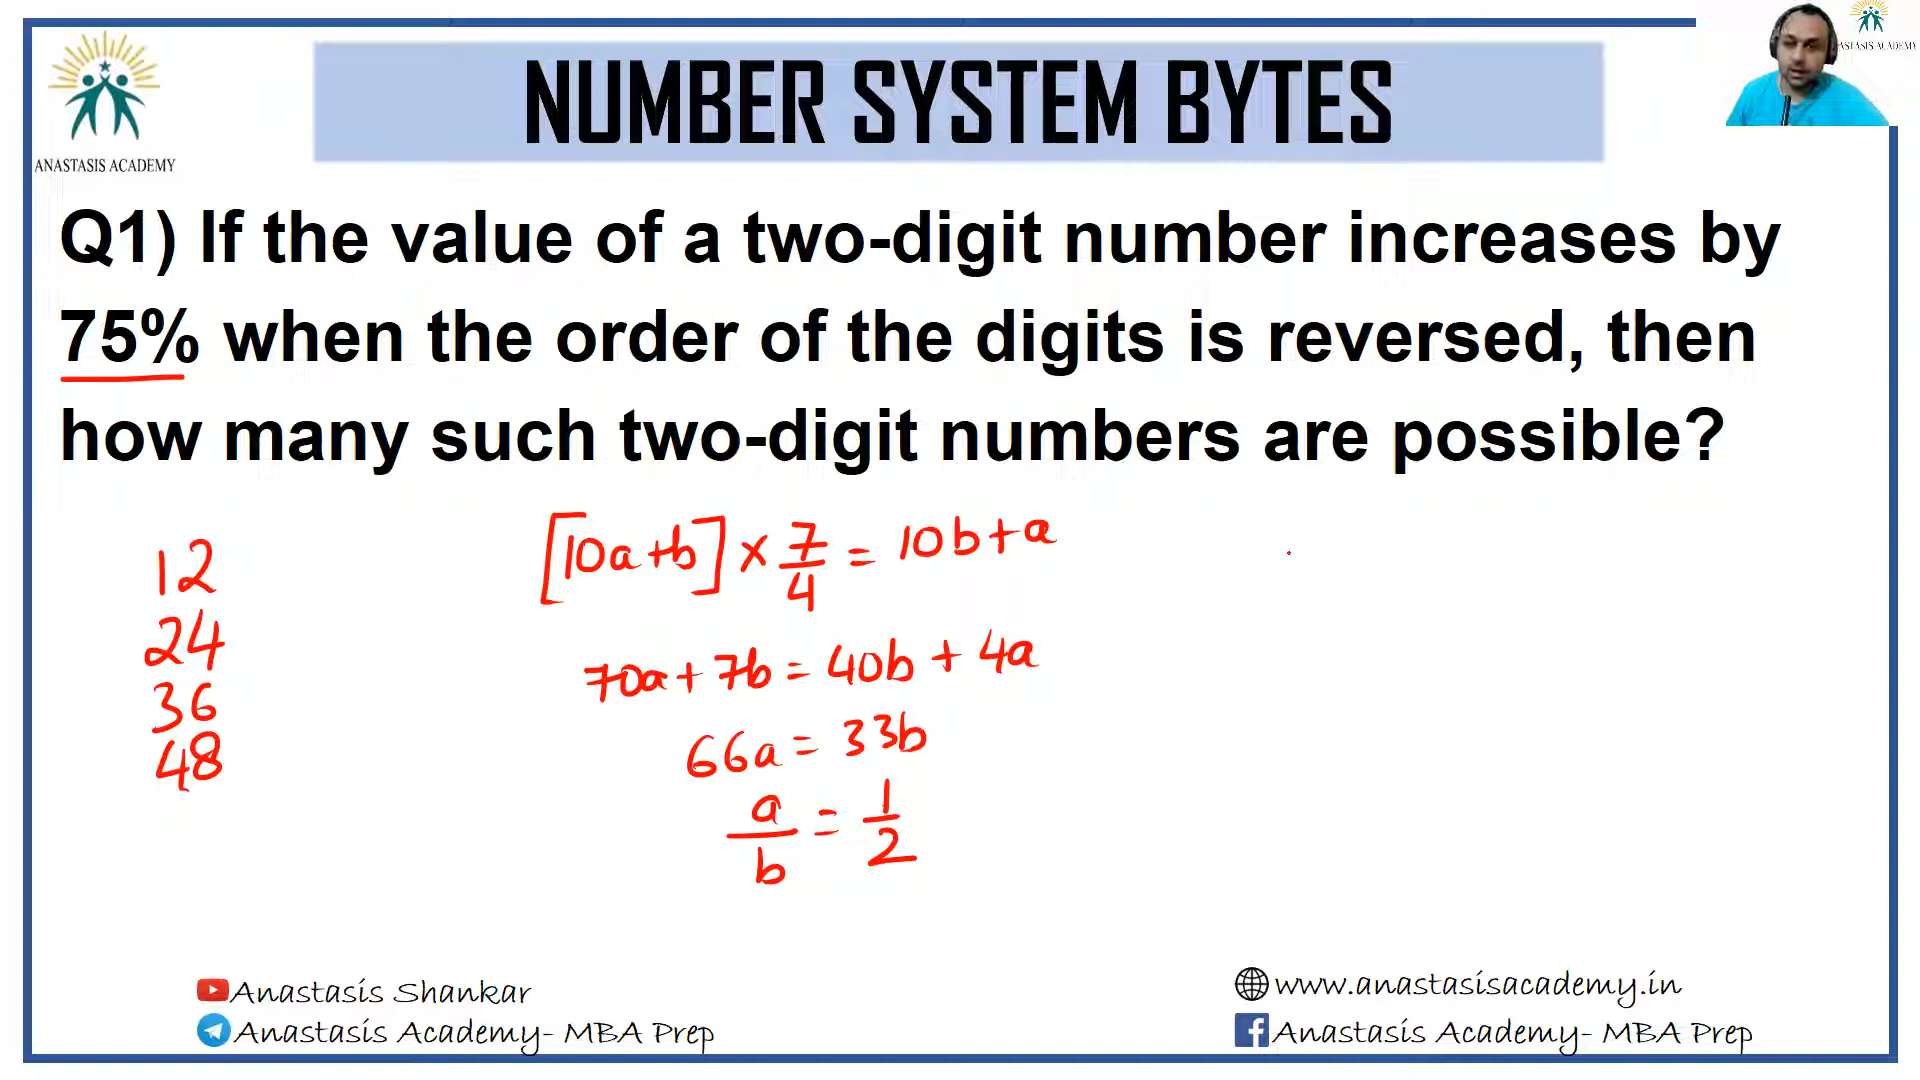 NUMBER SYSTEM BYTES
ANASTASIS ACADEMY
ASTASIS ACADEMY
Q1) If the value of a two-digit number increases by
75% when the order of the digits is reversed, then
how many such two-digit numbers are possible?
12
24
36
48
[10a+b] × 7/4 = 10b+a
70a+7b = 40b + 4a
66a = 33b
a/b = 1/2
Anastasis Shankar
Anastasis Academy- MBA Prep
www.anastasisacademy.in
Anastasis Academy- MBA Prep